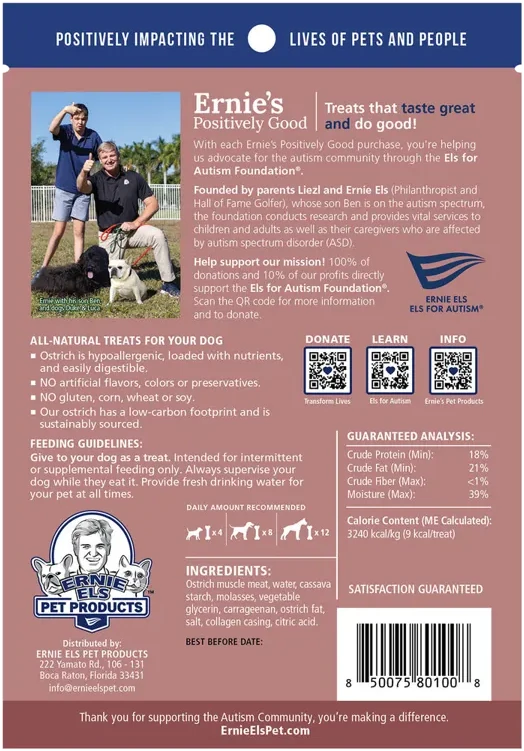 POSITIVELY IMPACTING THE LIVES OF PETS AND PEOPLE
Ernie's
Positively Good
Treats that taste great
and do good!
With each Ernie's Positively Good purchase, you're helping
us advocate for the autism community through the Els for
Autism Foundation®.
Founded by parents Liezl and Ernie Els (Philanthropist and
Hall of Fame Golfer), whose son Ben is on the autism spectrum,
the foundation conducts research and provides vital services to
children and adults as well as their caregivers who are affected
by autism spectrum disorder (ASD).
Help support our mission! 100% of
donations and 10% of our profits directly
support the Els for Autism Foundation®.
Scan the QR code for more information
and to donate.
ERNIE ELS
ELS FOR AUTISM®
Ernie with his son Ben
and dogs Duke & Luca
ALL-NATURAL TREATS FOR YOUR DOG
▪ Ostrich is hypoallergenic, loaded with nutrients,
and easily digestible.
▪ NO artificial flavors, colors or preservatives.
▪ NO gluten, corn, wheat or soy.
▪ Our ostrich has a low-carbon footprint and is
sustainably sourced.
DONATE
LEARN
INFO
Transform Lives
Els for Autism
Ernie's Pet Products
FEEDING GUIDELINES:
Give to your dog as a treat. Intended for intermittent
or supplemental feeding only. Always supervise your
dog while they eat it. Provide fresh drinking water for
your pet at all times.
GUARANTEED ANALYSIS:
Crude Protein (Min): 18%
Crude Fat (Min): 21%
Crude Fiber (Max): <1%
Moisture (Max): 39%
Calorie Content (ME Calculated):
3240 kcal/kg (9 kcal/treat)
DAILY AMOUNT RECOMMENDED
x 4
x 8
x 12
INGREDIENTS:
Ostrich muscle meat, water, cassava
starch, molasses, vegetable
glycerin, carrageenan, ostrich fat,
salt, collagen casing, citric acid.
BEST BEFORE DATE:
SATISFACTION GUARANTEED
ERNIE
ELS
PET PRODUCTS
TM
Distributed by:
ERNIE ELS PET PRODUCTS
222 Yamato Rd., 106 - 131
Boca Raton, Florida 33431
info@ernieelspet.com
8 50075 80100 8
Thank you for supporting the Autism Community, you're making a difference.
ErnieElsPet.com